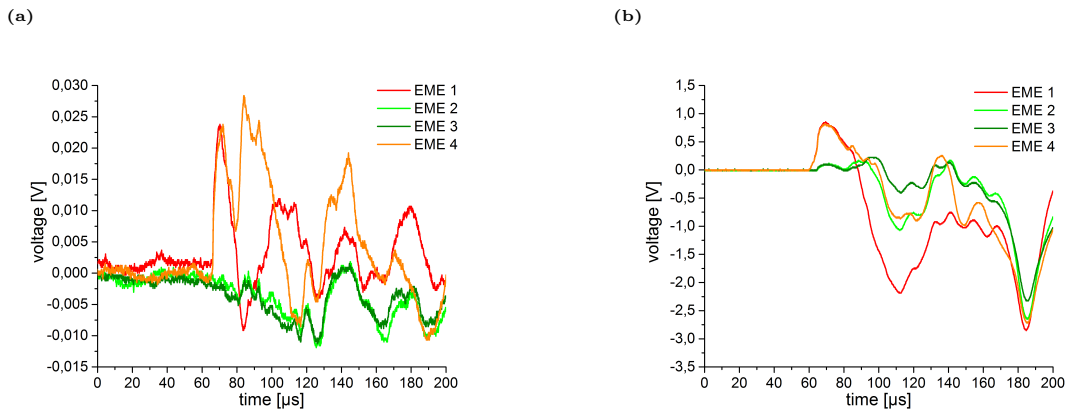 (a)
(b)
0,030
0,025
0,020
0,015
0,010
0,005
0,000
-0,005
-0,010
-0,015
voltage [V]
0 20 40 60 80 100 120 140 160 180 200
time [µs]
EME 1
EME 2
EME 3
EME 4
1,5
1,0
0,5
0,0
-0,5
-1,0
-1,5
-2,0
-2,5
-3,0
-3,5
voltage [V]
0 20 40 60 80 100 120 140 160 180 200
time [µs]
EME 1
EME 2
EME 3
EME 4